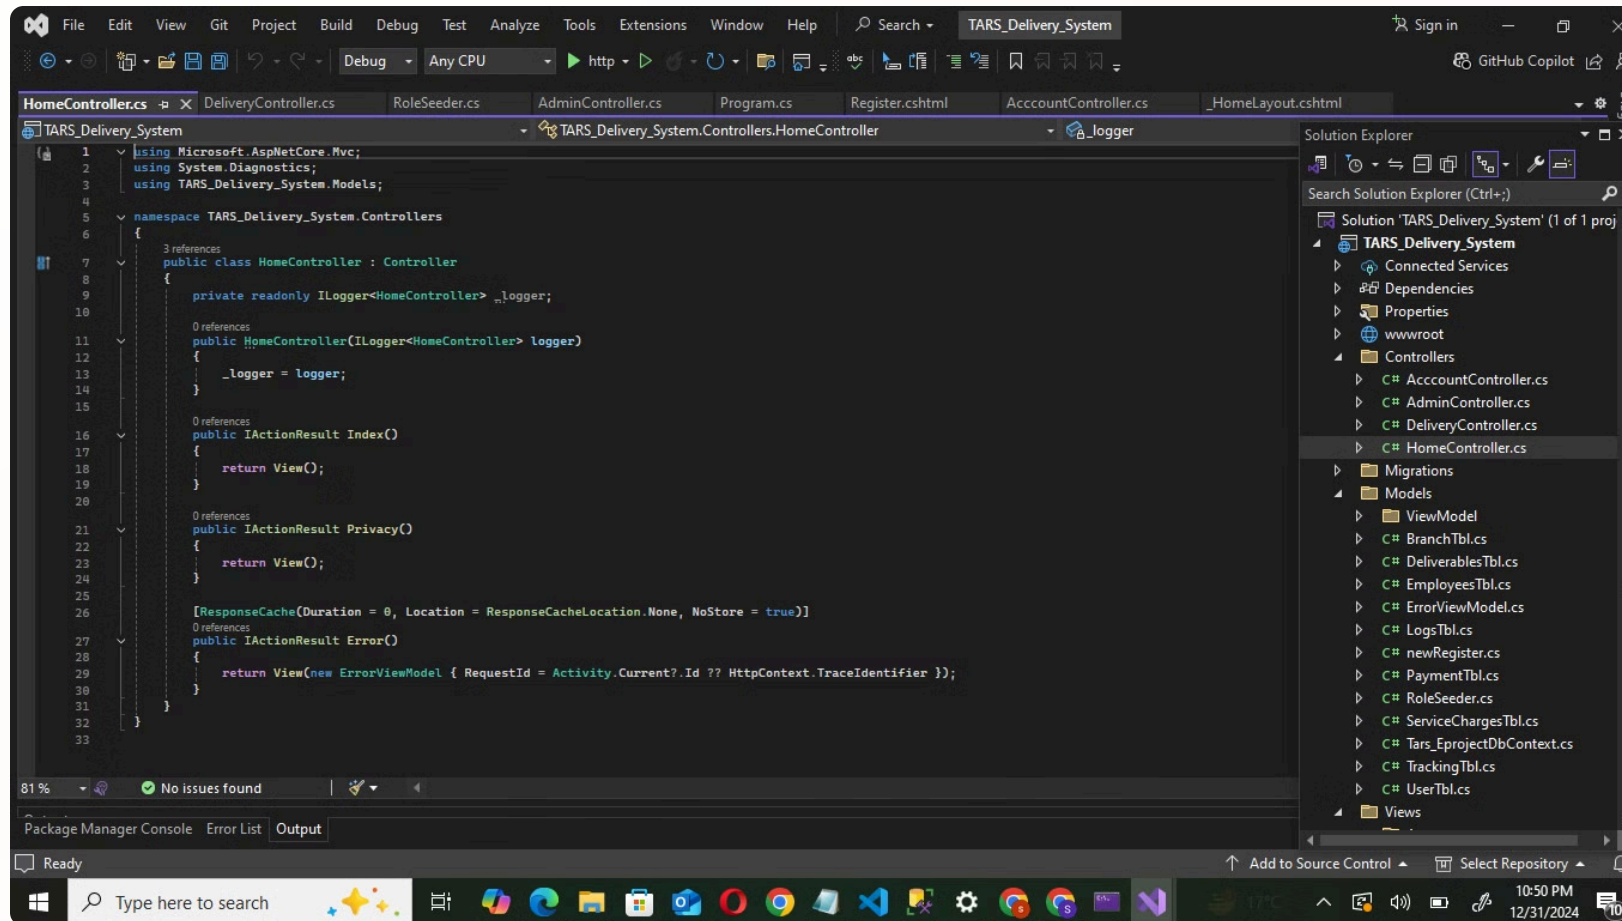 File Edit View Git Project Build Debug Test Analyze Tools Extensions Window Help Search TARS_Delivery_System Sign in
Debug Any CPU http GitHub Copilot
HomeController.cs DeliveryController.cs RoleSeeder.cs AdminController.cs Program.cs Register.cshtml AcccountController.cs _HomeLayout.cshtml
TARS_Delivery_System TARS_Delivery_System.Controllers.HomeController _logger
1 using Microsoft.AspNetCore.Mvc;
2 using System.Diagnostics;
3 using TARS_Delivery_System.Models;
4
5 namespace TARS_Delivery_System.Controllers
6 {
3 references
7 public class HomeController : Controller
8 {
9 private readonly ILogger<HomeController> _logger;
10
0 references
11 public HomeController(ILogger<HomeController> logger)
12 {
13 _logger = logger;
14 }
15
0 references
16 public IActionResult Index()
17 {
18 return View();
19 }
20
0 references
21 public IActionResult Privacy()
22 {
23 return View();
24 }
25
26 [ResponseCache(Duration = 0, Location = ResponseCacheLocation.None, NoStore = true)]
0 references
27 public IActionResult Error()
28 {
29 return View(new ErrorViewModel { RequestId = Activity.Current?.Id ?? HttpContext.TraceIdentifier });
30 }
31 }
32 }
33
81 % No issues found
Package Manager Console Error List Output
Solution Explorer
Search Solution Explorer (Ctrl+;)
Solution 'TARS_Delivery_System' (1 of 1 proj
TARS_Delivery_System
Connected Services
Dependencies
Properties
wwwroot
Controllers
C# AcccountController.cs
C# AdminController.cs
C# DeliveryController.cs
C# HomeController.cs
Migrations
Models
ViewModel
C# BranchTbl.cs
C# DeliverablesTbl.cs
C# EmployeesTbl.cs
C# ErrorViewModel.cs
C# LogsTbl.cs
C# newRegister.cs
C# PaymentTbl.cs
C# RoleSeeder.cs
C# ServiceChargesTbl.cs
C# Tars_EprojectDbContext.cs
C# TrackingTbl.cs
C# UserTbl.cs
Views
Ready Add to Source Control Select Repository
Type here to search 17°C 10:50 PM
12/31/2024